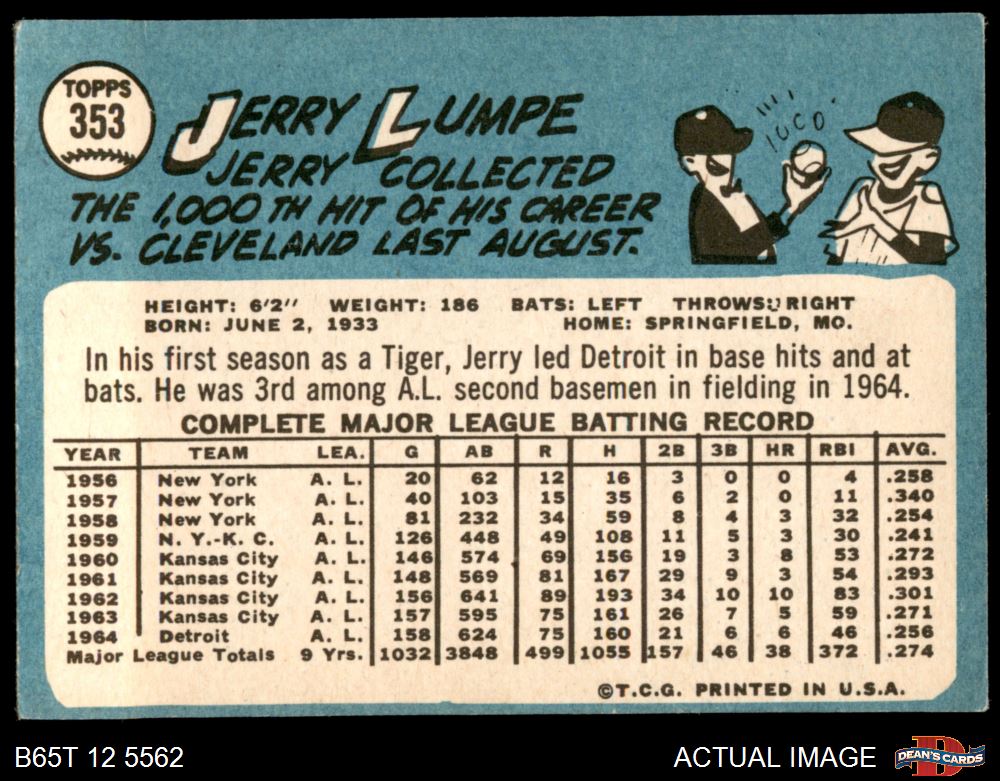 TOPPS
353
JERRY LUMPE
JERRY COLLECTED
THE 1,000 TH HIT OF HIS CAREER
VS. CLEVELAND LAST AUGUST.
1000
HEIGHT: 6'2" WEIGHT: 186 BATS: LEFT THROWS: RIGHT
BORN: JUNE 2, 1933 HOME: SPRINGFIELD, MO.
In his first season as a Tiger, Jerry led Detroit in base hits and at
bats. He was 3rd among A.L. second basemen in fielding in 1964.
COMPLETE MAJOR LEAGUE BATTING RECORD
YEAR TEAM LEA. G AB R H 2B 3B HR RBI AVG.
1956 New York A. L. 20 62 12 16 3 0 0 4 .258
1957 New York A. L. 40 103 15 35 6 2 0 11 .340
1958 New York A. L. 81 232 34 59 8 4 3 32 .254
1959 N. Y.-K. C. A. L. 126 448 49 108 11 5 3 30 .241
1960 Kansas City A. L. 146 574 69 156 19 3 8 53 .272
1961 Kansas City A. L. 148 569 81 167 29 9 3 54 .293
1962 Kansas City A. L. 156 641 89 193 34 10 10 83 .301
1963 Kansas City A. L. 157 595 75 161 26 7 5 59 .271
1964 Detroit A. L. 158 624 75 160 21 6 6 46 .256
Major League Totals 9 Yrs. 1032 3848 499 1055 157 46 38 372 .274
©T.C.G. PRINTED IN U.S.A.
B65T 12 5562
ACTUAL IMAGE
DEAN'S CARDS